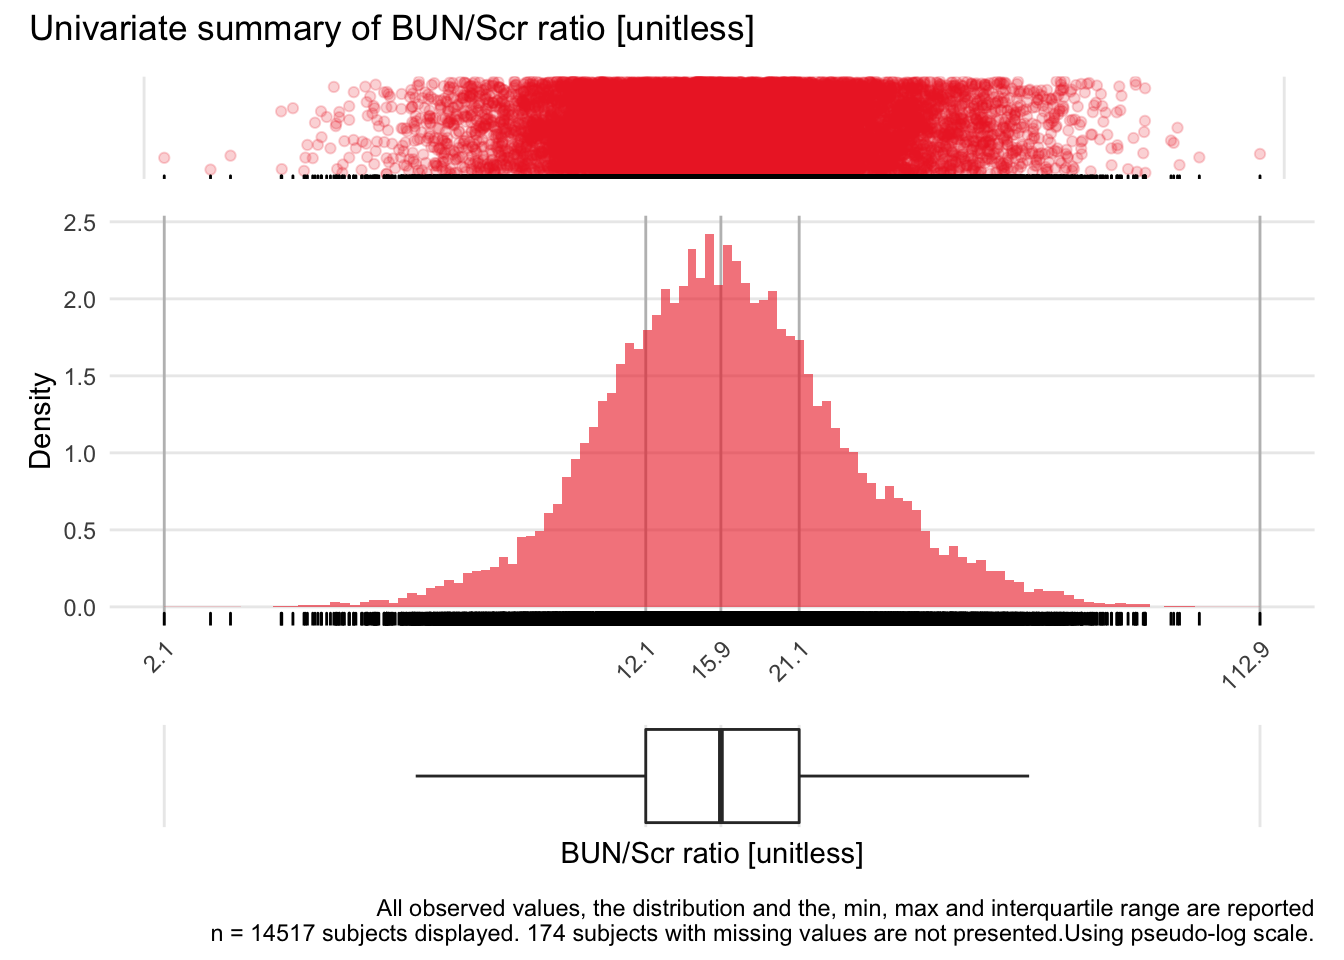 Univariate summary of BUN/Scr ratio [unitless]
2.5
2.0
1.5
1.0
0.5
0.0
Density
2.1
12.1
15.9
21.1
112.9
BUN/Scr ratio [unitless]
All observed values, the distribution and the, min, max and interquartile range are reported
n = 14517 subjects displayed. 174 subjects with missing values are not presented.Using pseudo-log scale.